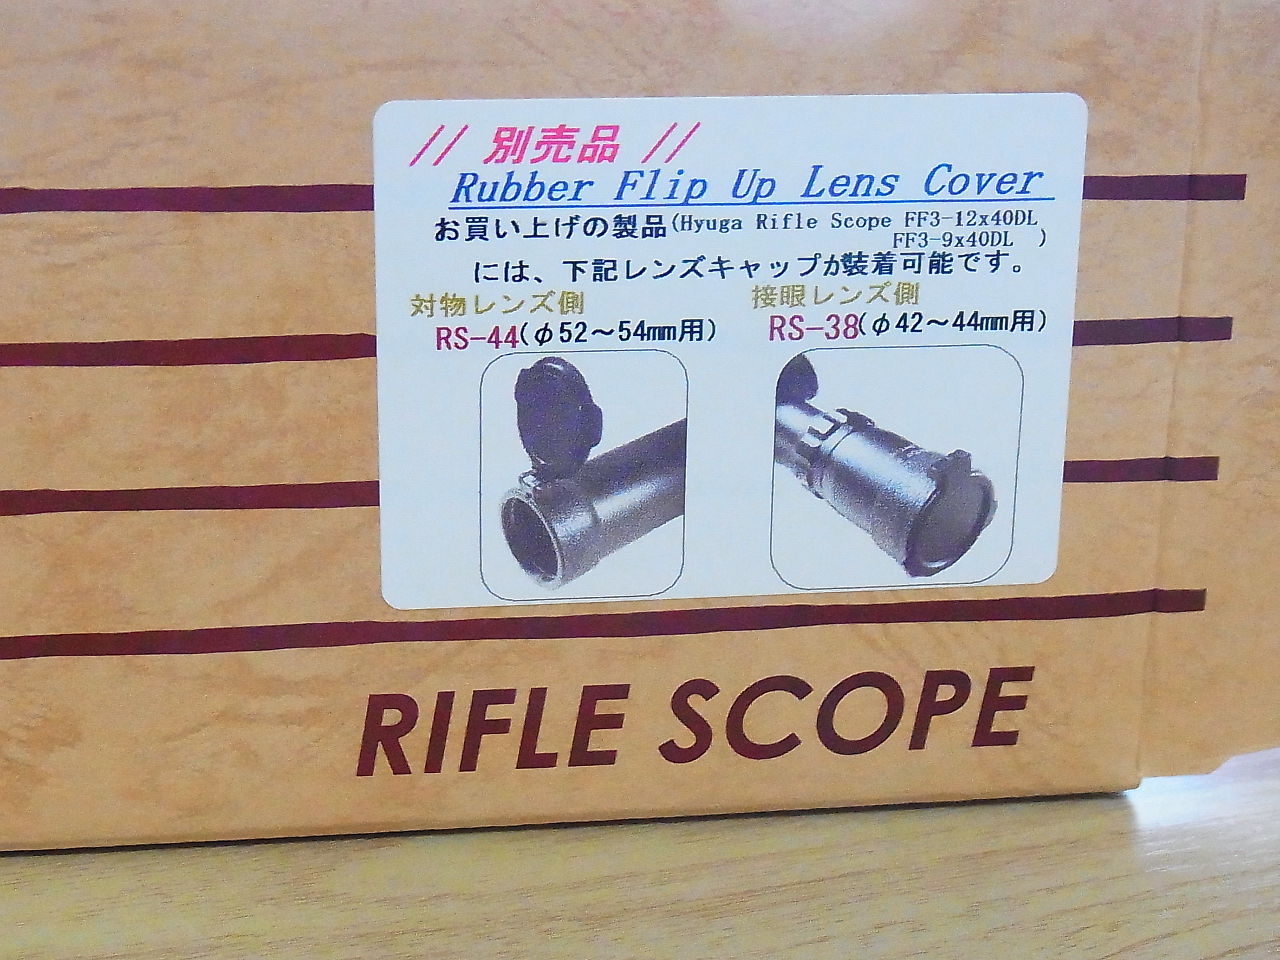 // 別売品 //
Rubber Flip Up Lens Cover
お買い上げの製品(Hyuga Rifle Scope FF3-12x40DL
FF3-9x40DL )
には、下記レンズキャップが装着可能です。
対物レンズ側
RS-44(φ52～54mm用)
接眼レンズ側
RS-38(φ42～44mm用)
RIFLE SCOPE